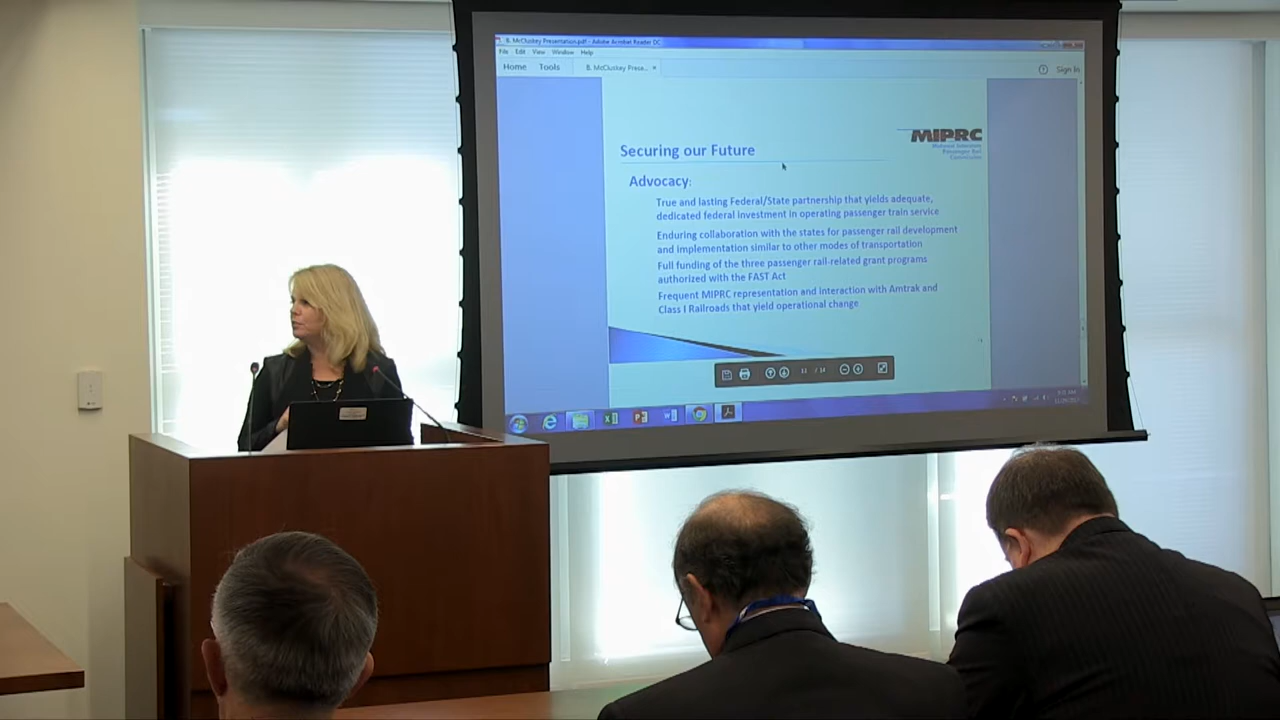 B. McCluskey Presentation.pdf - Adobe Acrobat Reader DC
File Edit View Window Help
Home Tools B. McCluskey Prese... × Sign In
MIPRC
Securing our Future
Advocacy:
True and lasting Federal/State partnership that yields adequate,
dedicated federal investment in operating passenger train service
Enduring collaboration with the states for passenger rail development
and implementation similar to other modes of transportation
Full funding of the three passenger rail-related grant programs
authorized with the FAST Act
Frequent MIPRC representation and interaction with Amtrak and
Class I Railroads that yield operational change